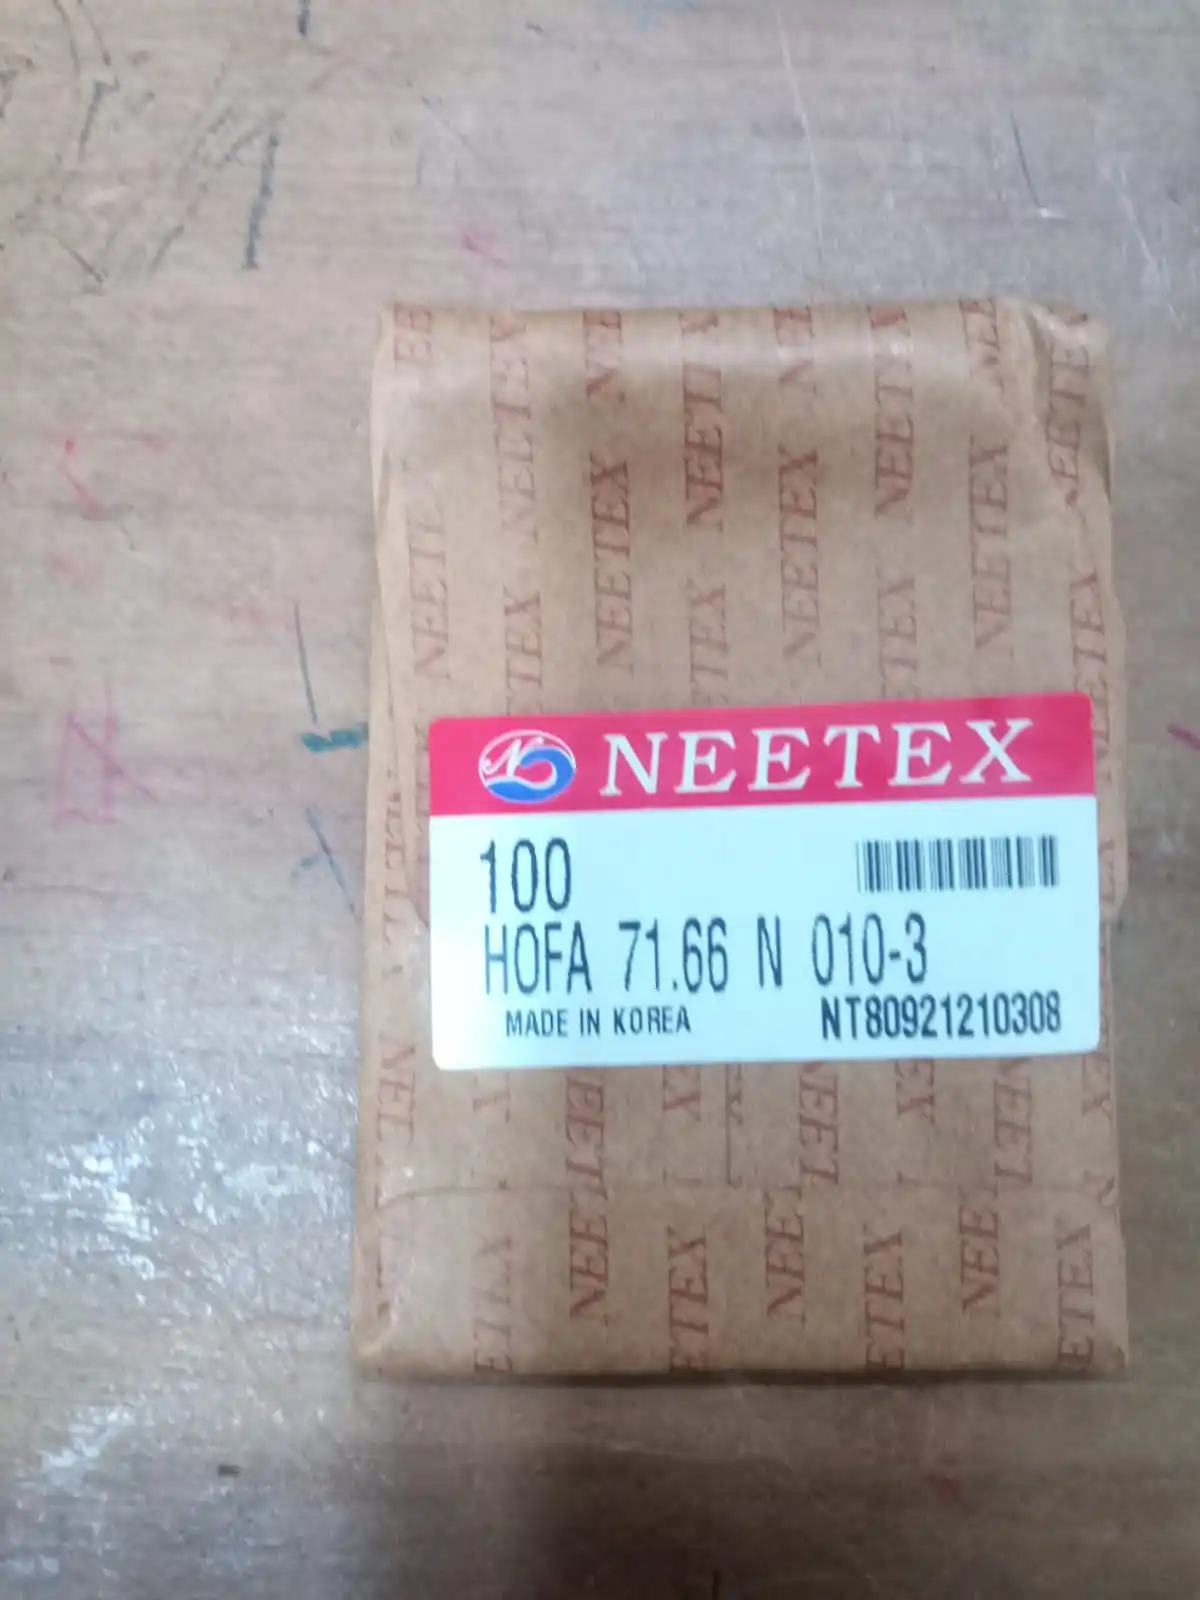 NEETEX
100
HOFA 71.66 N 010-3
MADE IN KOREA NT80921210308